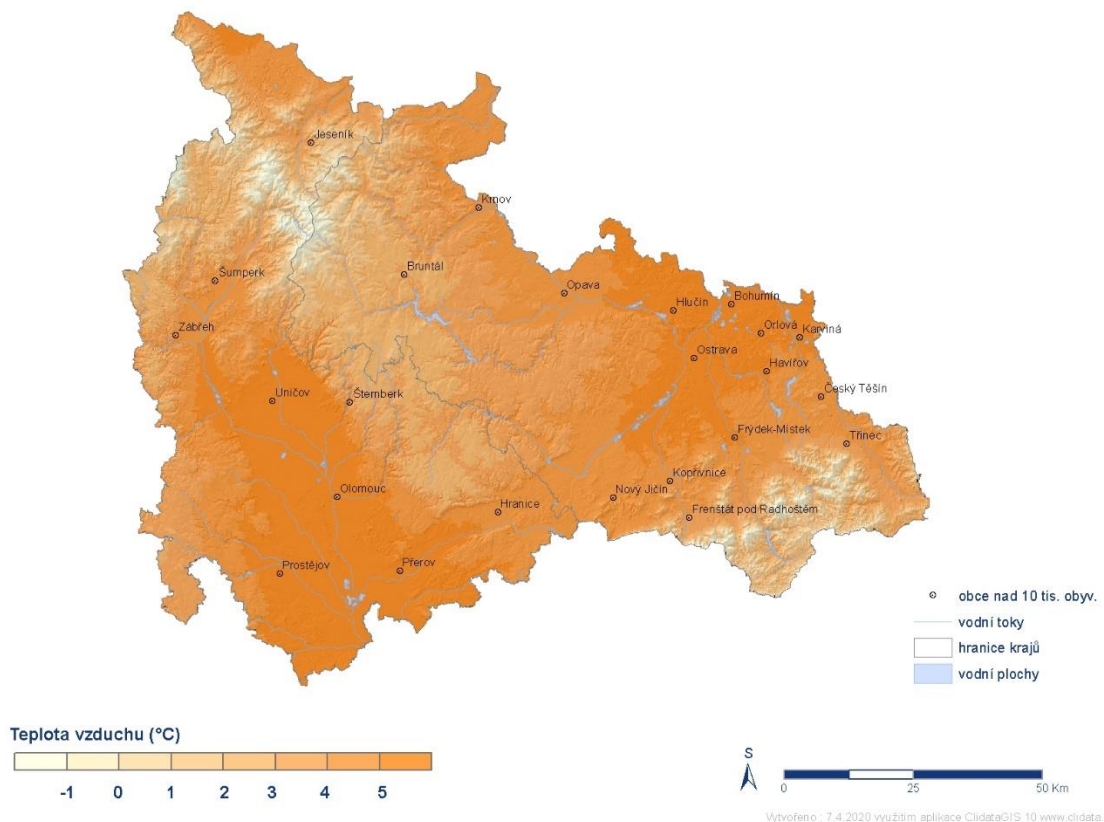 Jeseník
Krnov
Bruntál
Šumperk
Opava
Hlučín
Bohumín
Orlová
Karviná
Zábřeh
Ostrava
Havířov
Český Těšín
Uničov
Šternberk
Frýdek-Místek
Třinec
Kopřivnice
Olomouc
Nový Jičín
Hranice
Frenštát pod Radhoštěm
Prostějov
Přerov
obce nad 10 tis. obyv.
vodní toky
hranice krajů
vodní plochy
Teplota vzduchu (°C)
-1 0 1 2 3 4 5
S
0 25 50 Km
Vytvořeno : 7.4.2020 využitím aplikace ClidataGIS 10 www.clidata.